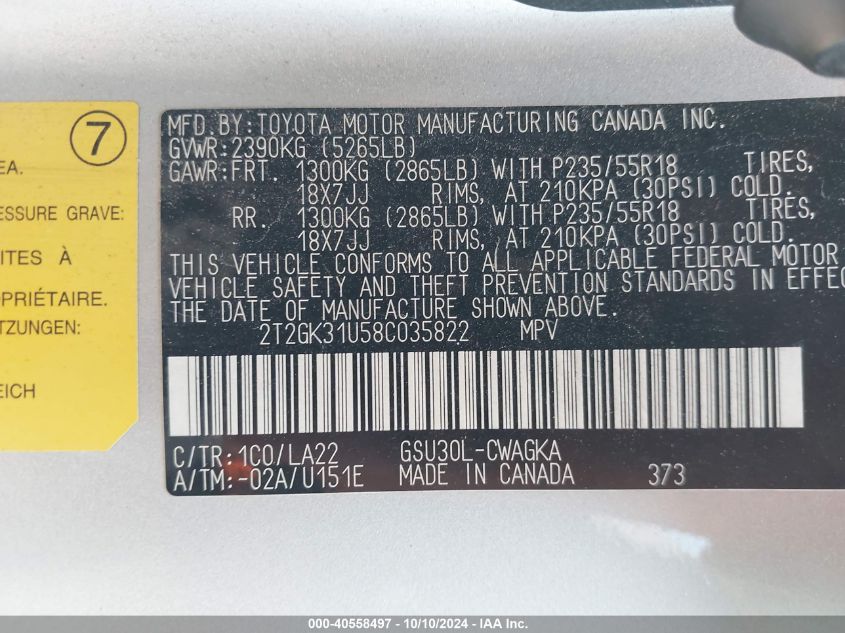 7
EA.
ESSURE GRAVE:
ITES À
OPRIÉTAIRE.
TZUNGEN:
EICH
MFD.BY:TOYOTA MOTOR MANUFACTURING CANADA INC.
GVWR:2390KG (5265LB)
GAWR:FRT. 1300KG (2865LB) WITH P235/55R18 TIRES,
18X7JJ RIMS, AT 210KPA (30PSI) COLD.
RR. 1300KG (2865LB) WITH P235/55R18 TIRES,
18X7JJ RIMS, AT 210KPA (30PSI) COLD.
THIS VEHICLE CONFORMS TO ALL APPLICABLE FEDERAL MOTOR
VEHICLE SAFETY AND THEFT PREVENTION STANDARDS IN EFFEC
THE DATE OF MANUFACTURE SHOWN ABOVE.
2T2GK31U58C035822 MPV
C/TR:1C0/LA22 GSU30L-CWAGKA
A/TM:-02A/U151E MADE IN CANADA 373
000-40558497 - 10/10/2024 - IAA Inc.